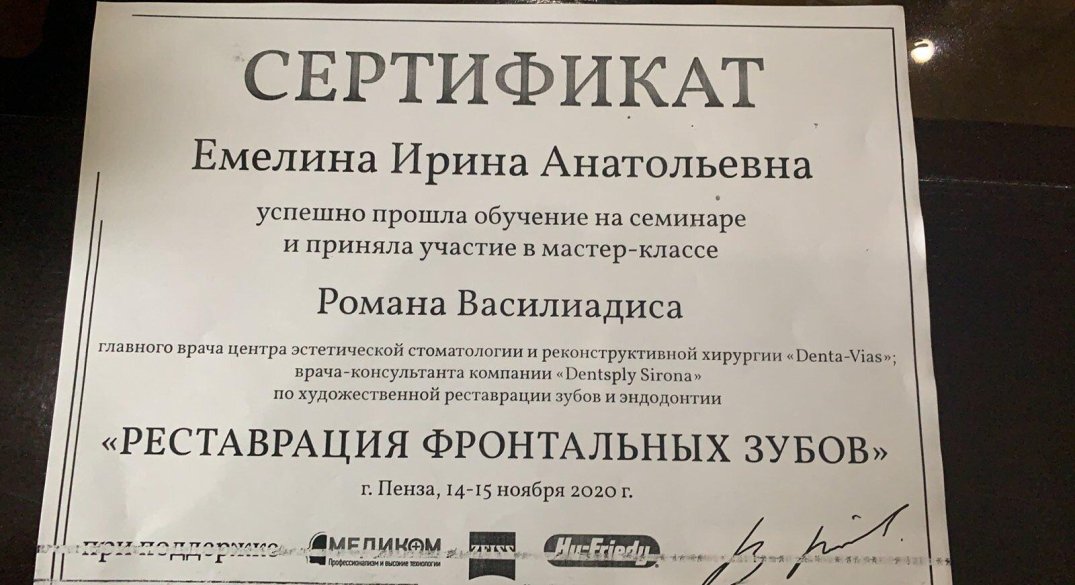 СЕРТИФИКАТ
Емелина Ирина Анатольевна
успешно прошла обучение на семинаре
и приняла участие в мастер-классе
Романа Василиадиса
главного врача центра эстетической стоматологии и реконструктивной хирургии «Denta-Vias»;
врача-консультанта компании «Dentsply Sirona»
по художественной реставрации зубов и эндодонтии
«РЕСТАВРАЦИЯ ФРОНТАЛЬНЫХ ЗУБОВ»
г. Пенза, 14-15 ноября 2020 г.
при поддержке МЕДИКОМ ZEISS Hu-Friedy
Профессионализм и высокие технологии